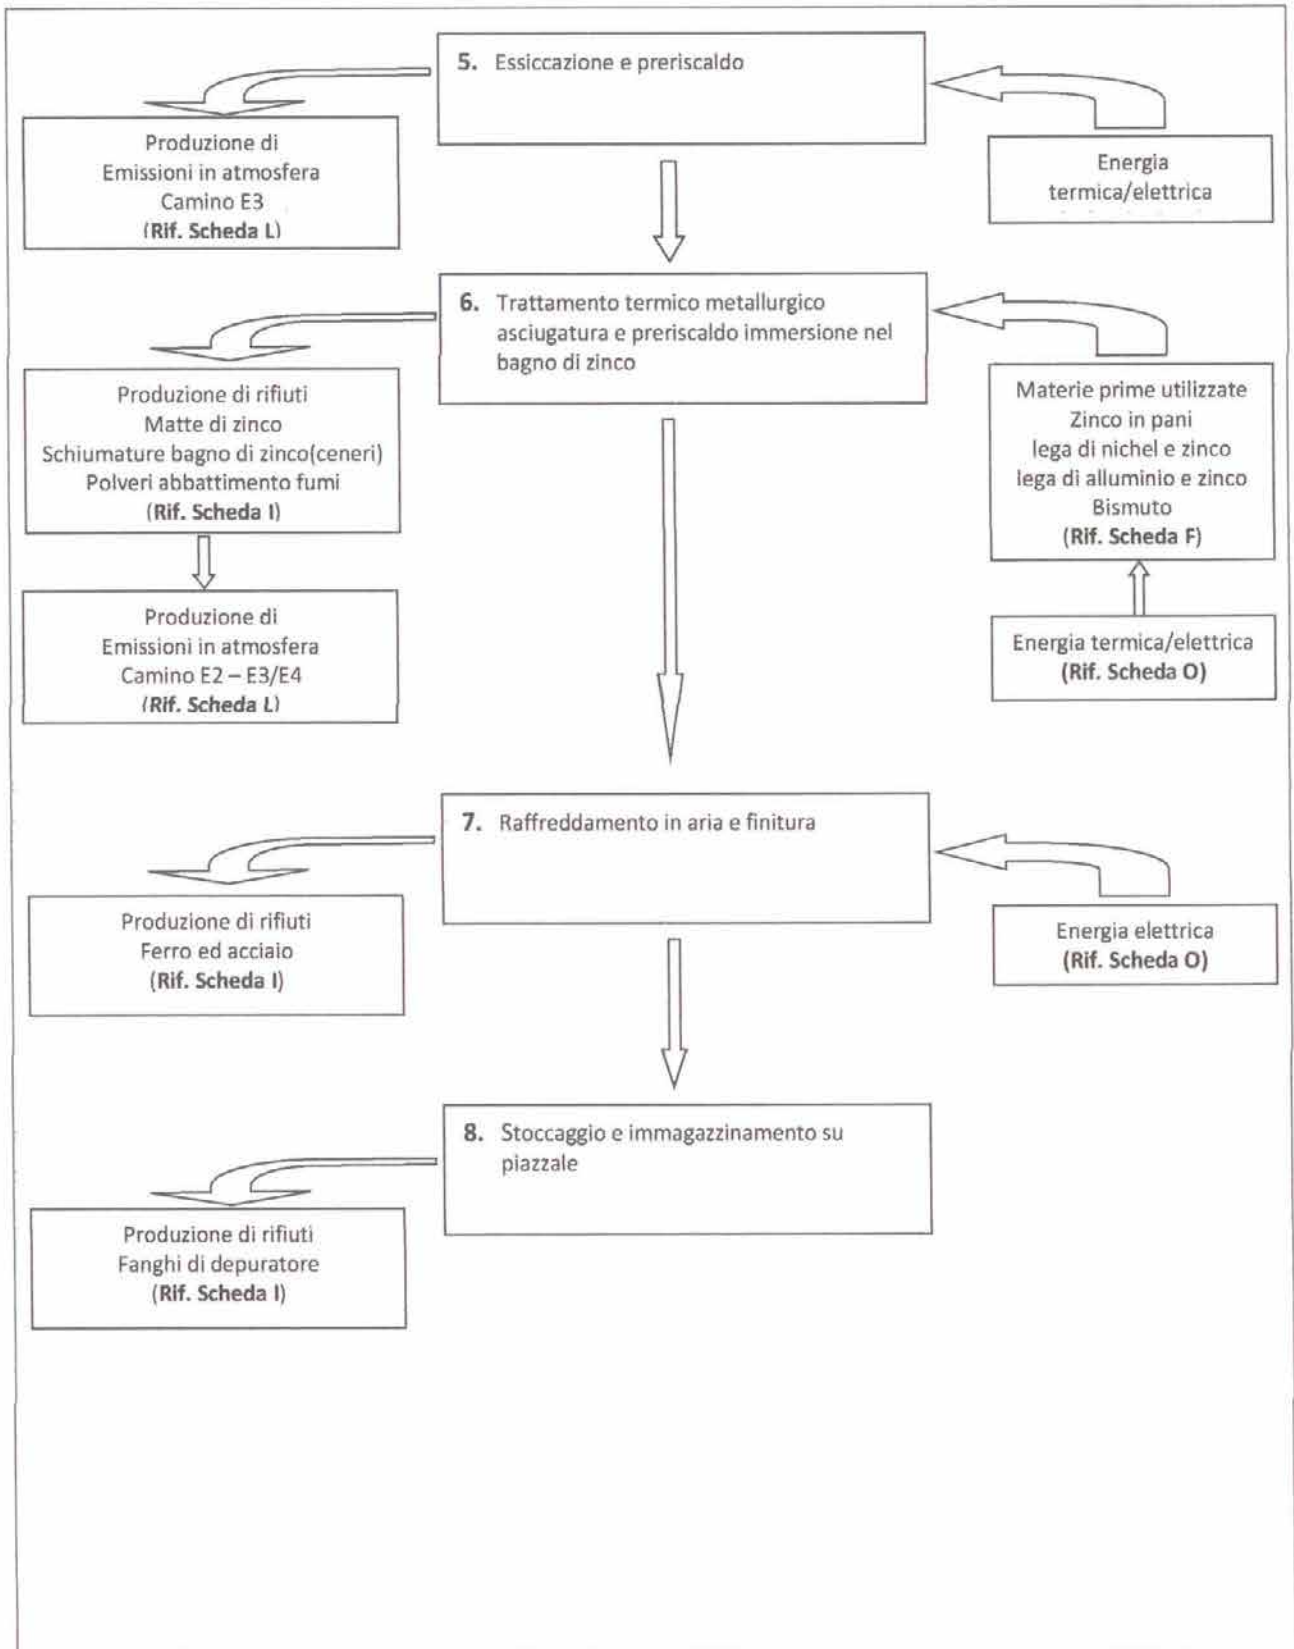 5. Essiccazione e preriscaldo
Produzione di
Emissioni in atmosfera
Camino E3
(Rif. Scheda L)
Energia
termica/elettrica
6. Trattamento termico metallurgico
asciugatura e preriscaldo immersione nel
bagno di zinco
Produzione di rifiuti
Matte di zinco
Schiumature bagno di zinco(ceneri)
Polveri abbattimento fumi
(Rif. Scheda I)
Materie prime utilizzate
Zinco in pani
lega di nichel e zinco
lega di alluminio e zinco
Bismuto
(Rif. Scheda F)
Produzione di
Emissioni in atmosfera
Camino E2 – E3/E4
(Rif. Scheda L)
Energia termica/elettrica
(Rif. Scheda O)
7. Raffreddamento in aria e finitura
Produzione di rifiuti
Ferro ed acciaio
(Rif. Scheda I)
Energia elettrica
(Rif. Scheda O)
8. Stoccaggio e immagazzinamento su
piazzale
Produzione di rifiuti
Fanghi di depuratore
(Rif. Scheda I)